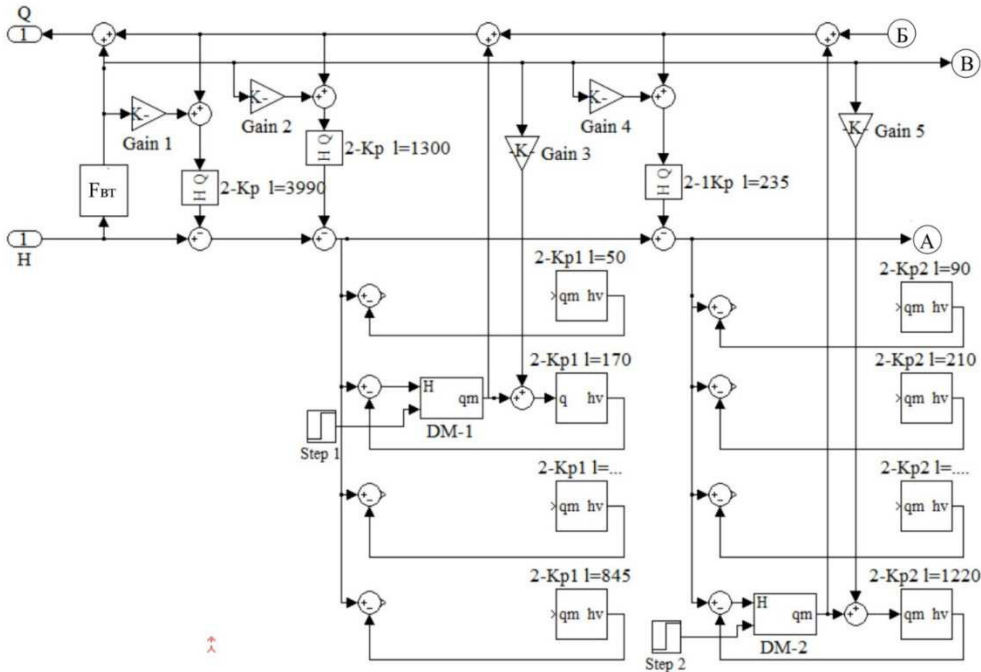 Q
1
Б
В
K-
Gain 1
K-
Gain 2
K-
Gain 4
-K-
Gain 3
-K-
Gain 5
H Q
2-Kp l=1300
H Q
2-Kp l=3990
H Q
2-1Kp l=235
Fвт
1
H
А
2-Kp1 l=50
qm hv
2-Kp2 l=90
qm hv
2-Kp1 l=170
H
qm
DM-1
q hv
Step 1
2-Kp2 l=210
qm hv
2-Kp1 l=...
qm hv
2-Kp2 l=....
qm hv
2-Kp1 l=845
qm hv
2-Kp2 l=1220
H
qm
DM-2
qm hv
Step 2